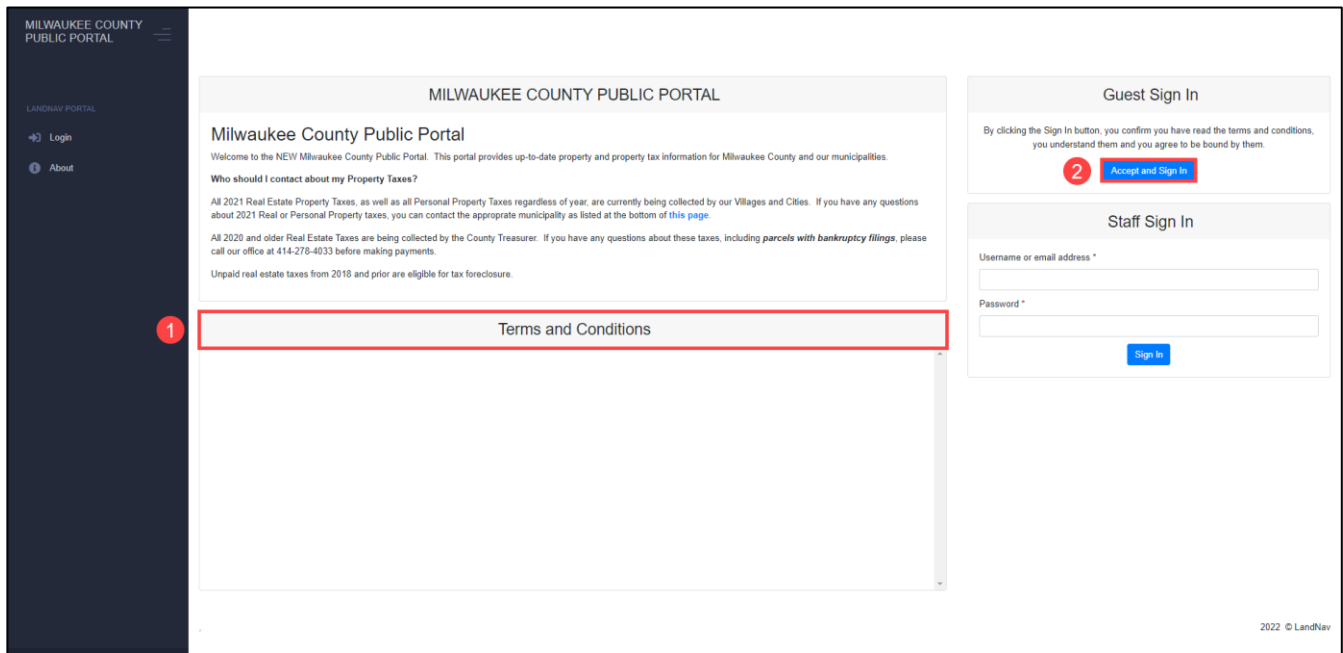 MILWAUKEE COUNTY
PUBLIC PORTAL
LANDNAV PORTAL
Login
About
MILWAUKEE COUNTY PUBLIC PORTAL
Milwaukee County Public Portal
Welcome to the NEW Milwaukee County Public Portal. This portal provides up-to-date property and property tax information for Milwaukee County and our municipalities.
Who should I contact about my Property Taxes?
All 2021 Real Estate Property Taxes, as well as all Personal Property Taxes regardless of year, are currently being collected by our Villages and Cities. If you have any questions
about 2021 Real or Personal Property taxes, you can contact the approprate municipality as listed at the bottom of this page.
All 2020 and older Real Estate Taxes are being collected by the County Treasurer. If you have any questions about these taxes, including parcels with bankruptcy filings, please
call our office at 414-278-4033 before making payments.
Unpaid real estate taxes from 2018 and prior are eligible for tax foreclosure.
1
Terms and Conditions
Guest Sign In
By clicking the Sign In button, you confirm you have read the terms and conditions,
you understand them and you agree to be bound by them.
2
Accept and Sign In
Staff Sign In
Username or email address *
Password *
Sign In
2022 © LandNav